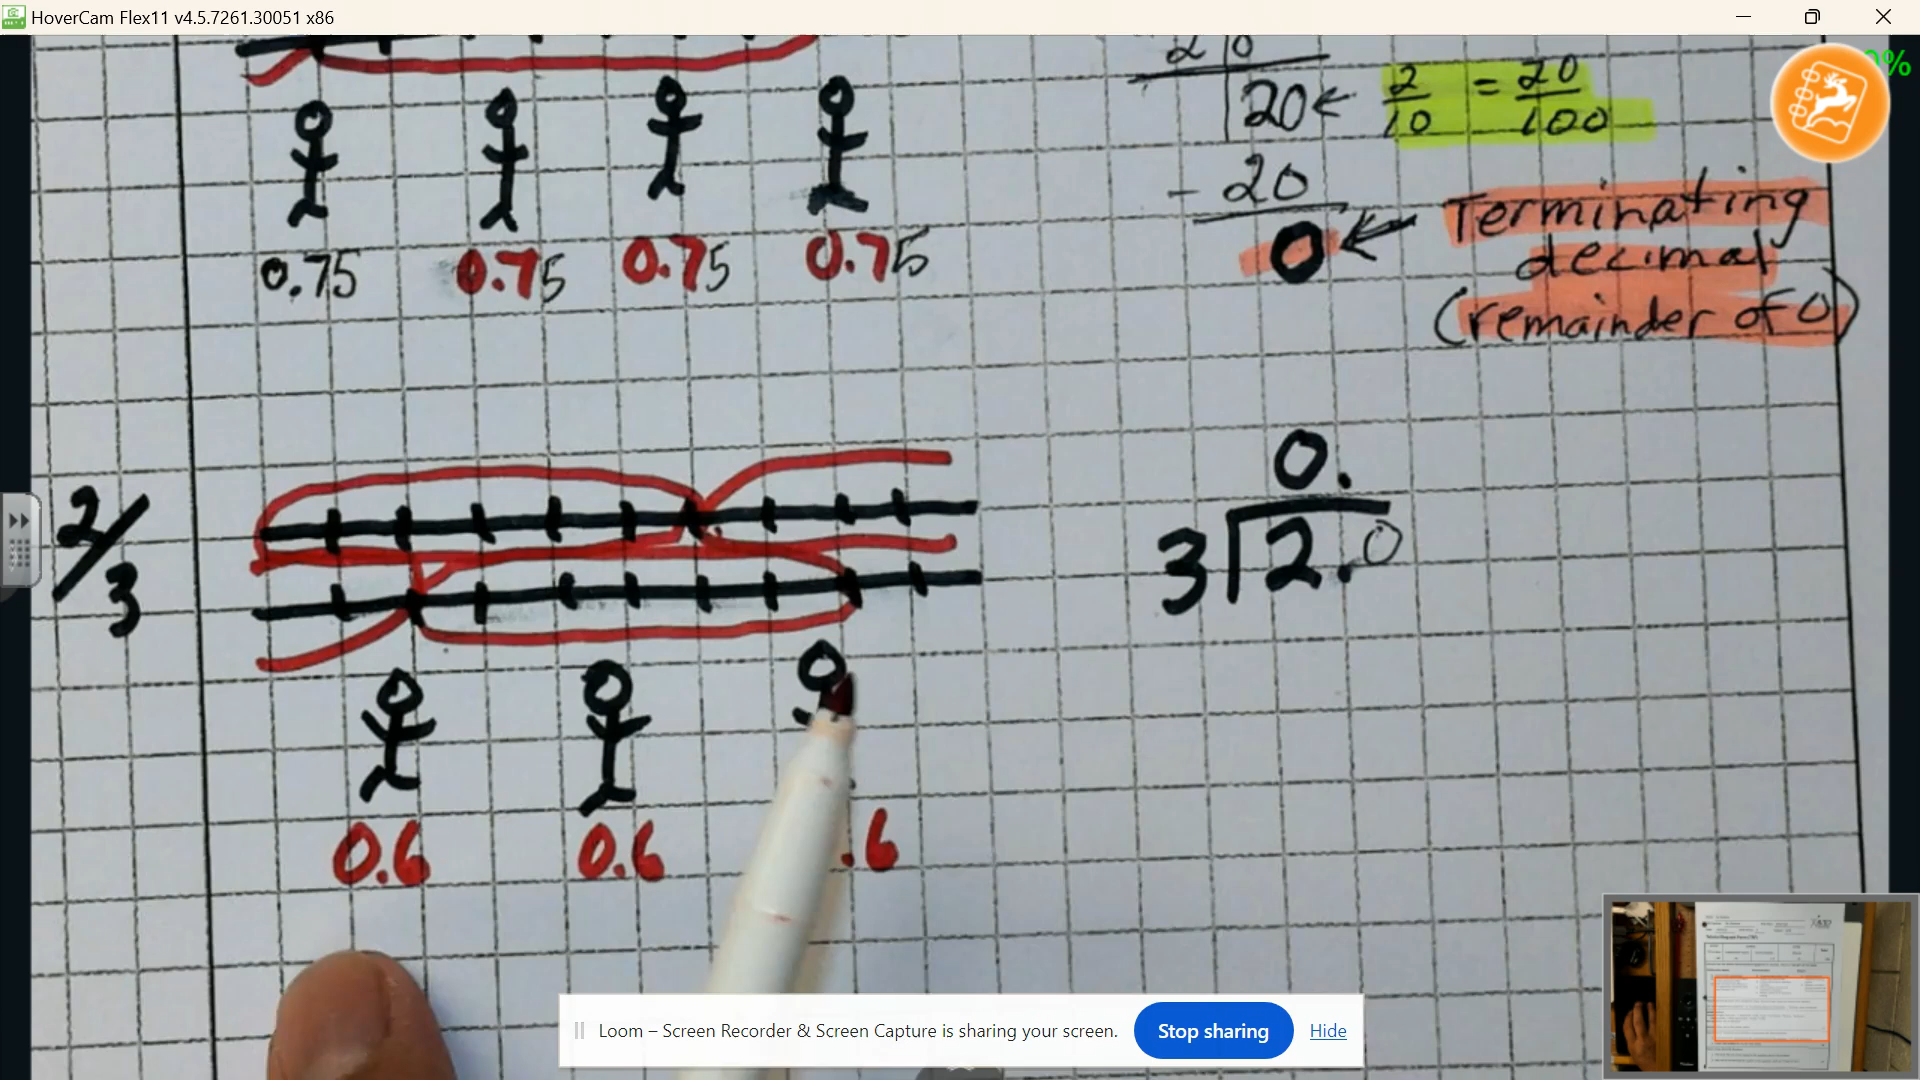 HoverCam Flex11 v4.5.7261.30051 x86
0%
2 0
20 ← 2/10 = 20/100
- 20
0
Terminating
decimal
(remainder of 0)
0.75 0.75 0.75 0.75
2/3
0.
3 2.0
0.6 0.6 .6
Loom – Screen Recorder & Screen Capture is sharing your screen. Stop sharing Hide